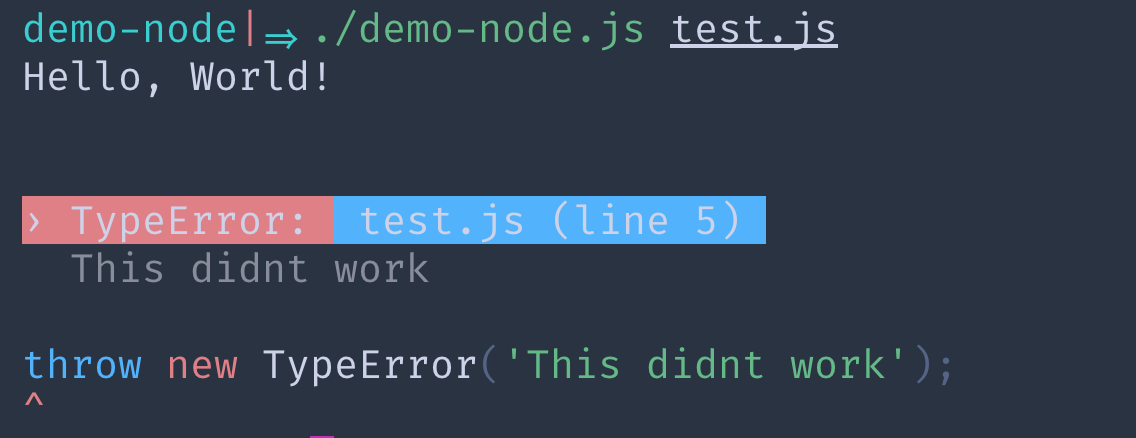 demo-node|⇒ ./demo-node.js test.js
Hello, World!
› TypeError: test.js (line 5)
This didnt work
throw new TypeError('This didnt work');
^